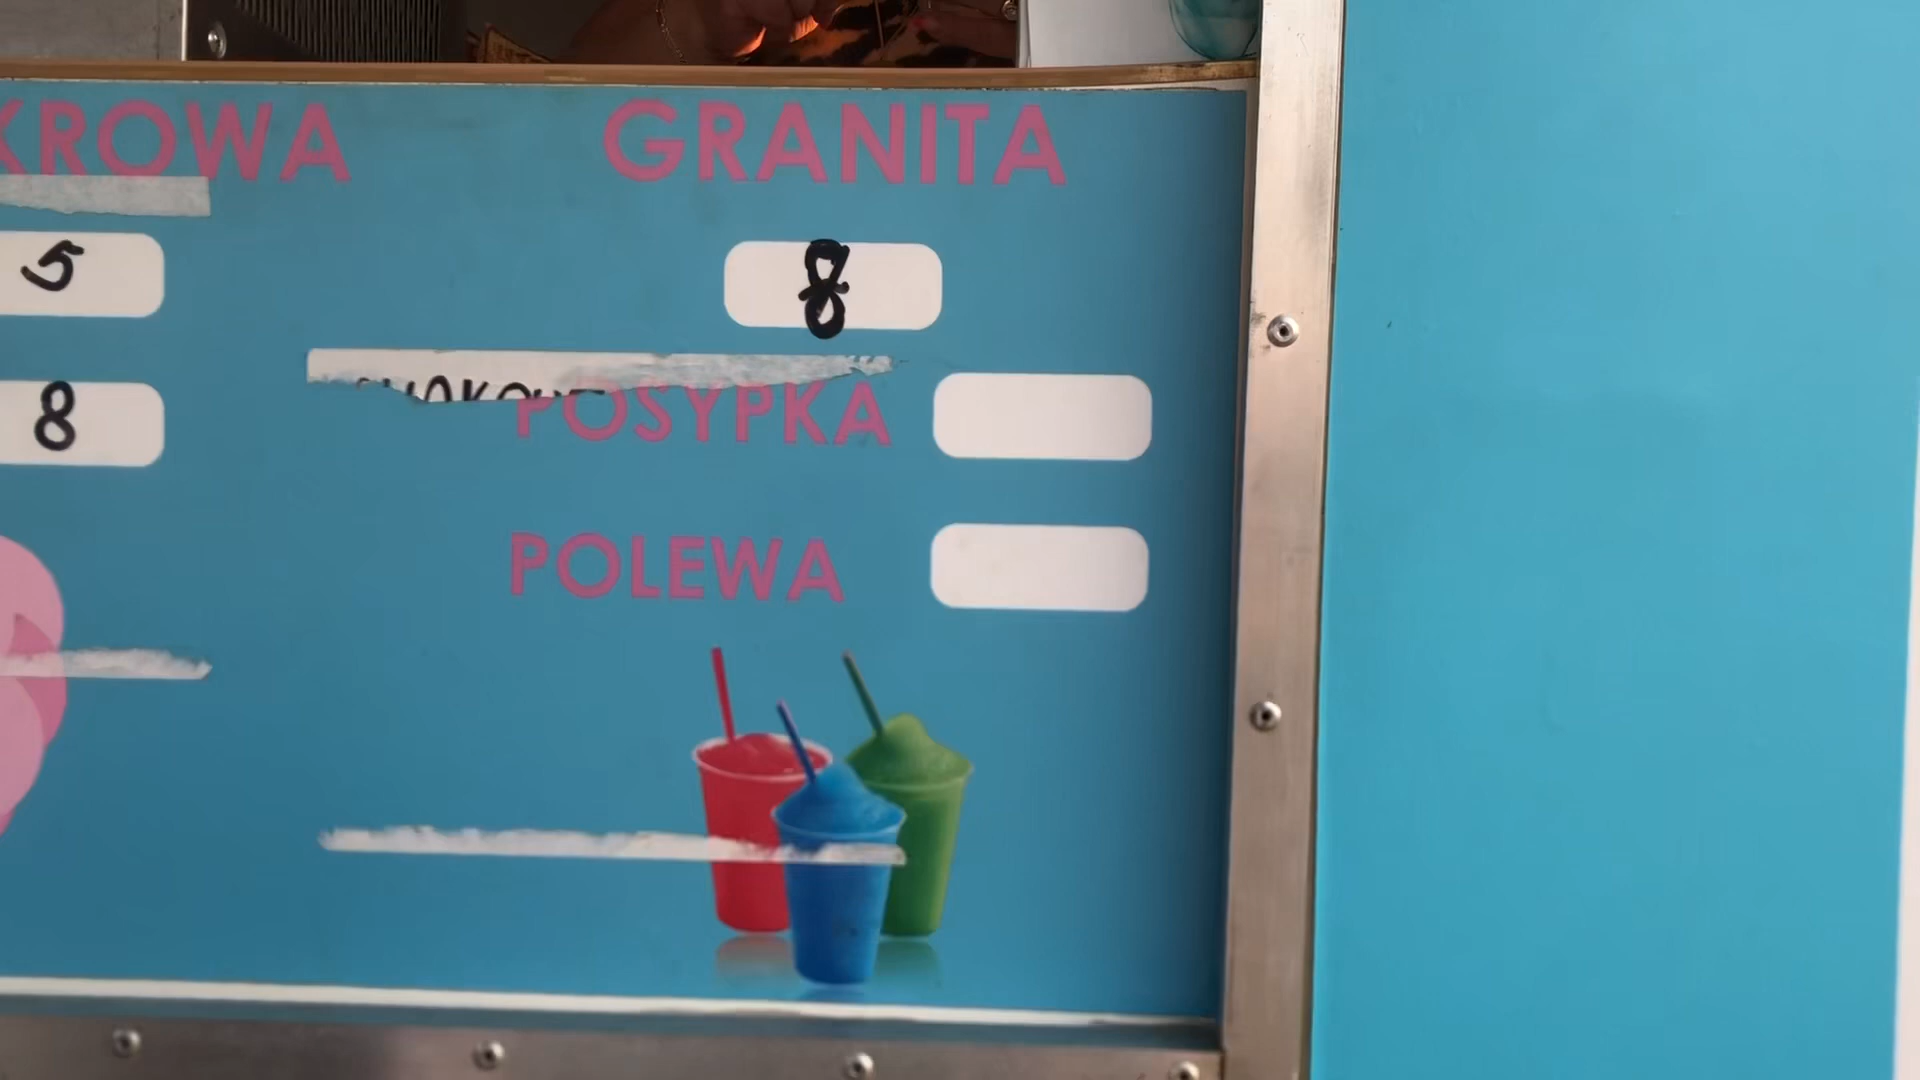 KROWA
5
8
GRANITA
8
POSYPKA
POLEWA